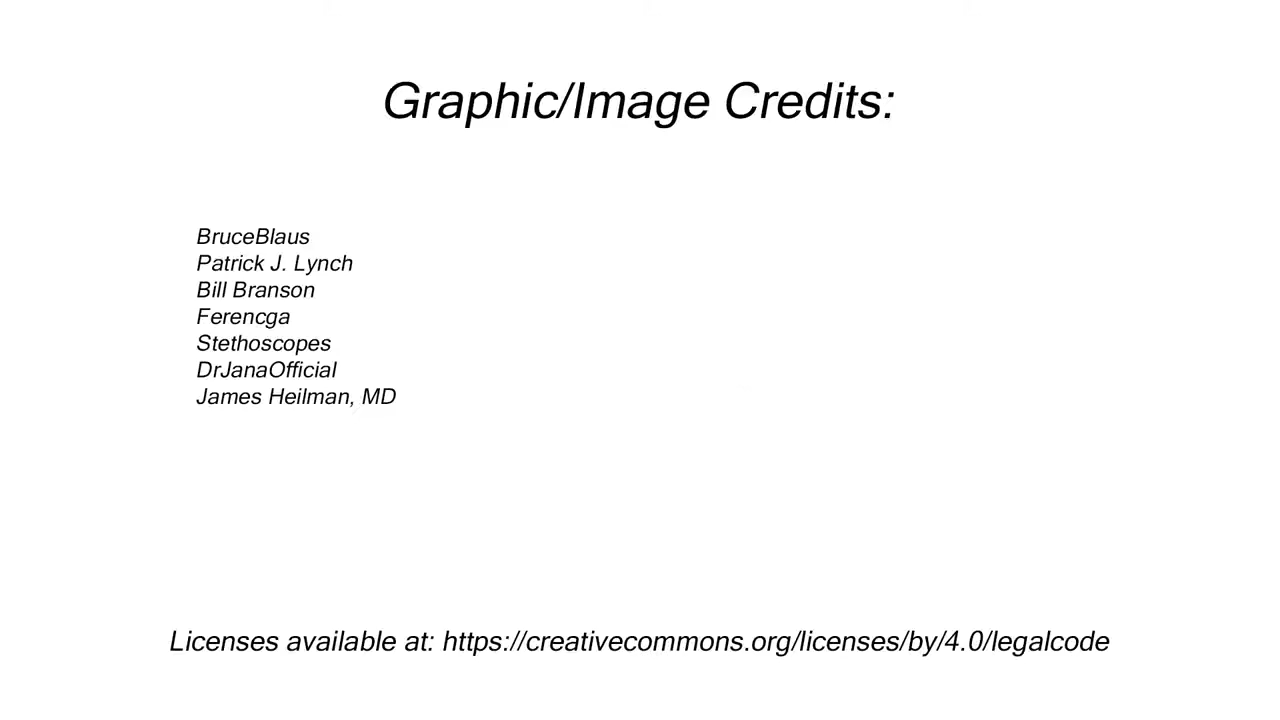 Graphic/Image Credits:
BruceBlaus
Patrick J. Lynch
Bill Branson
Ferencga
Stethoscopes
DrJanaOfficial
James Heilman, MD
Licenses available at: https://creativecommons.org/licenses/by/4.0/legalcode